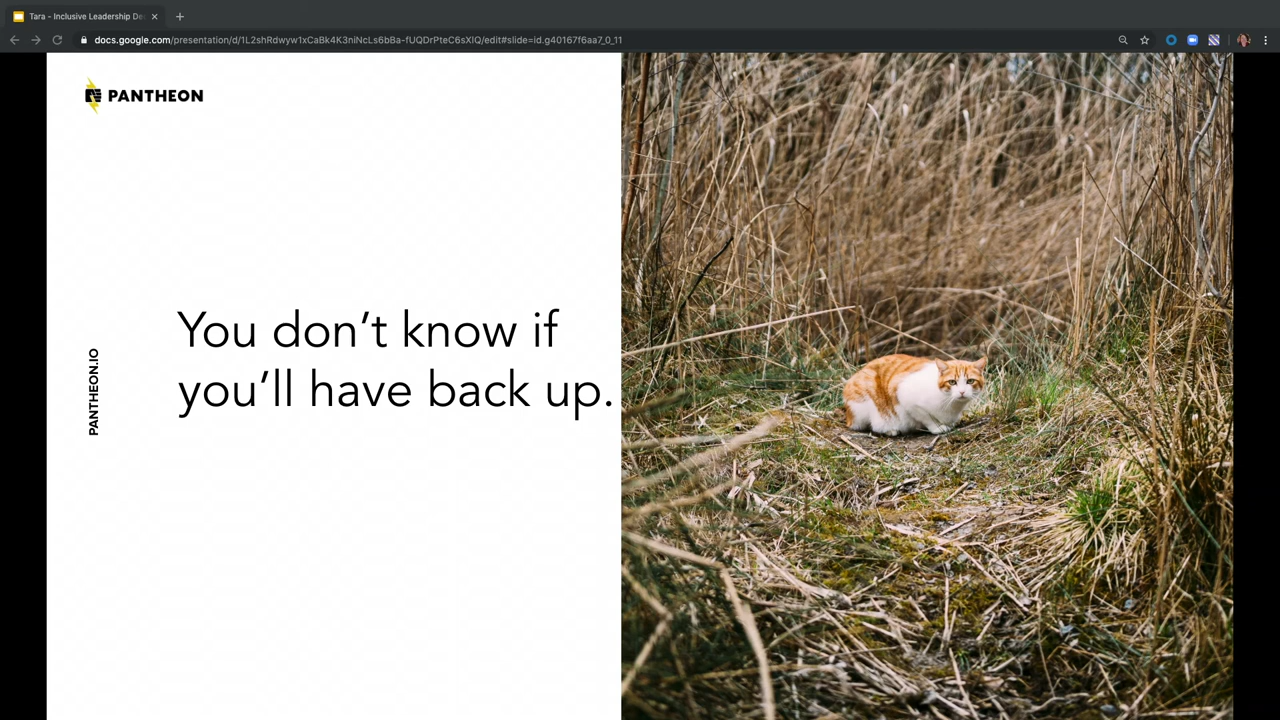 Tara - Inclusive Leadership De
docs.google.com/presentation/d/1L2shRdwyw1xCaBk4K3niNcLs6bBa-fUQDrPteC6sXlQ/edit#slide=id.g40167f6aa7_0_11
PANTHEON
You don’t know if
you’ll have back up.
PANTHEON.IO